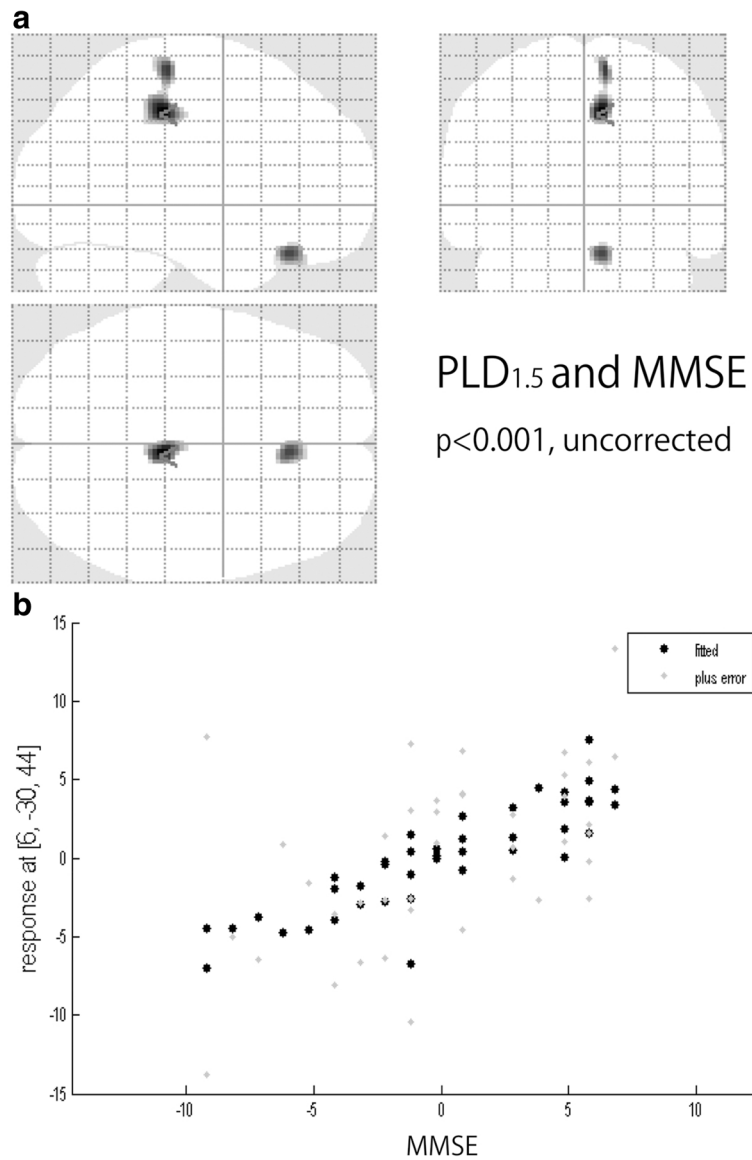 a
PLD1.5 and MMSE
p<0.001, uncorrected
b
15
10
5
0
-5
-10
-15
response at [6, -30, 44]
fitted
plus error
-10
-5
0
5
10
MMSE